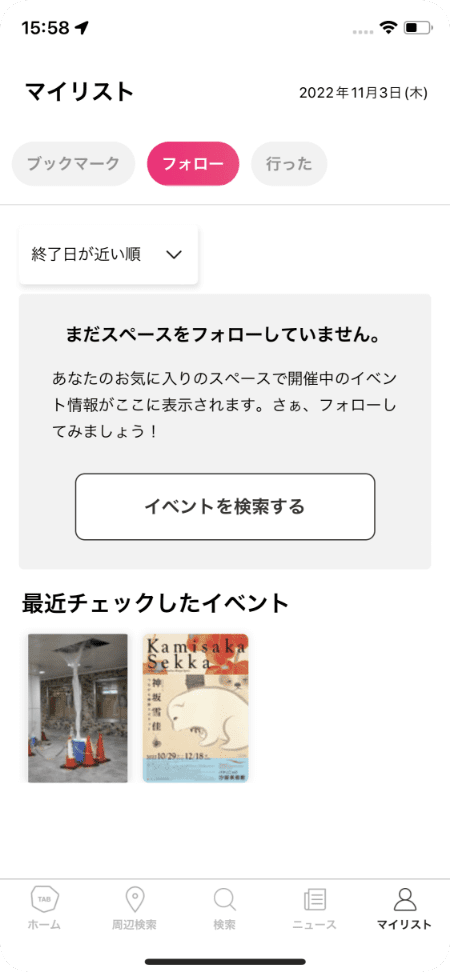 15:58
マイリスト
2022年11月3日(木)
ブックマーク
フォロー
行った
終了日が近い順
まだスペースをフォローしていません。
あなたのお気に入りのスペースで開催中のイベン
ト情報がここに表示されます。さぁ、フォローし
てみましょう！
イベントを検索する
最近チェックしたイベント
Kamisaka
Sekka
神坂雪佳
10/29
12/18
TAB
ホーム
周辺検索
検索
ニュース
マイリスト